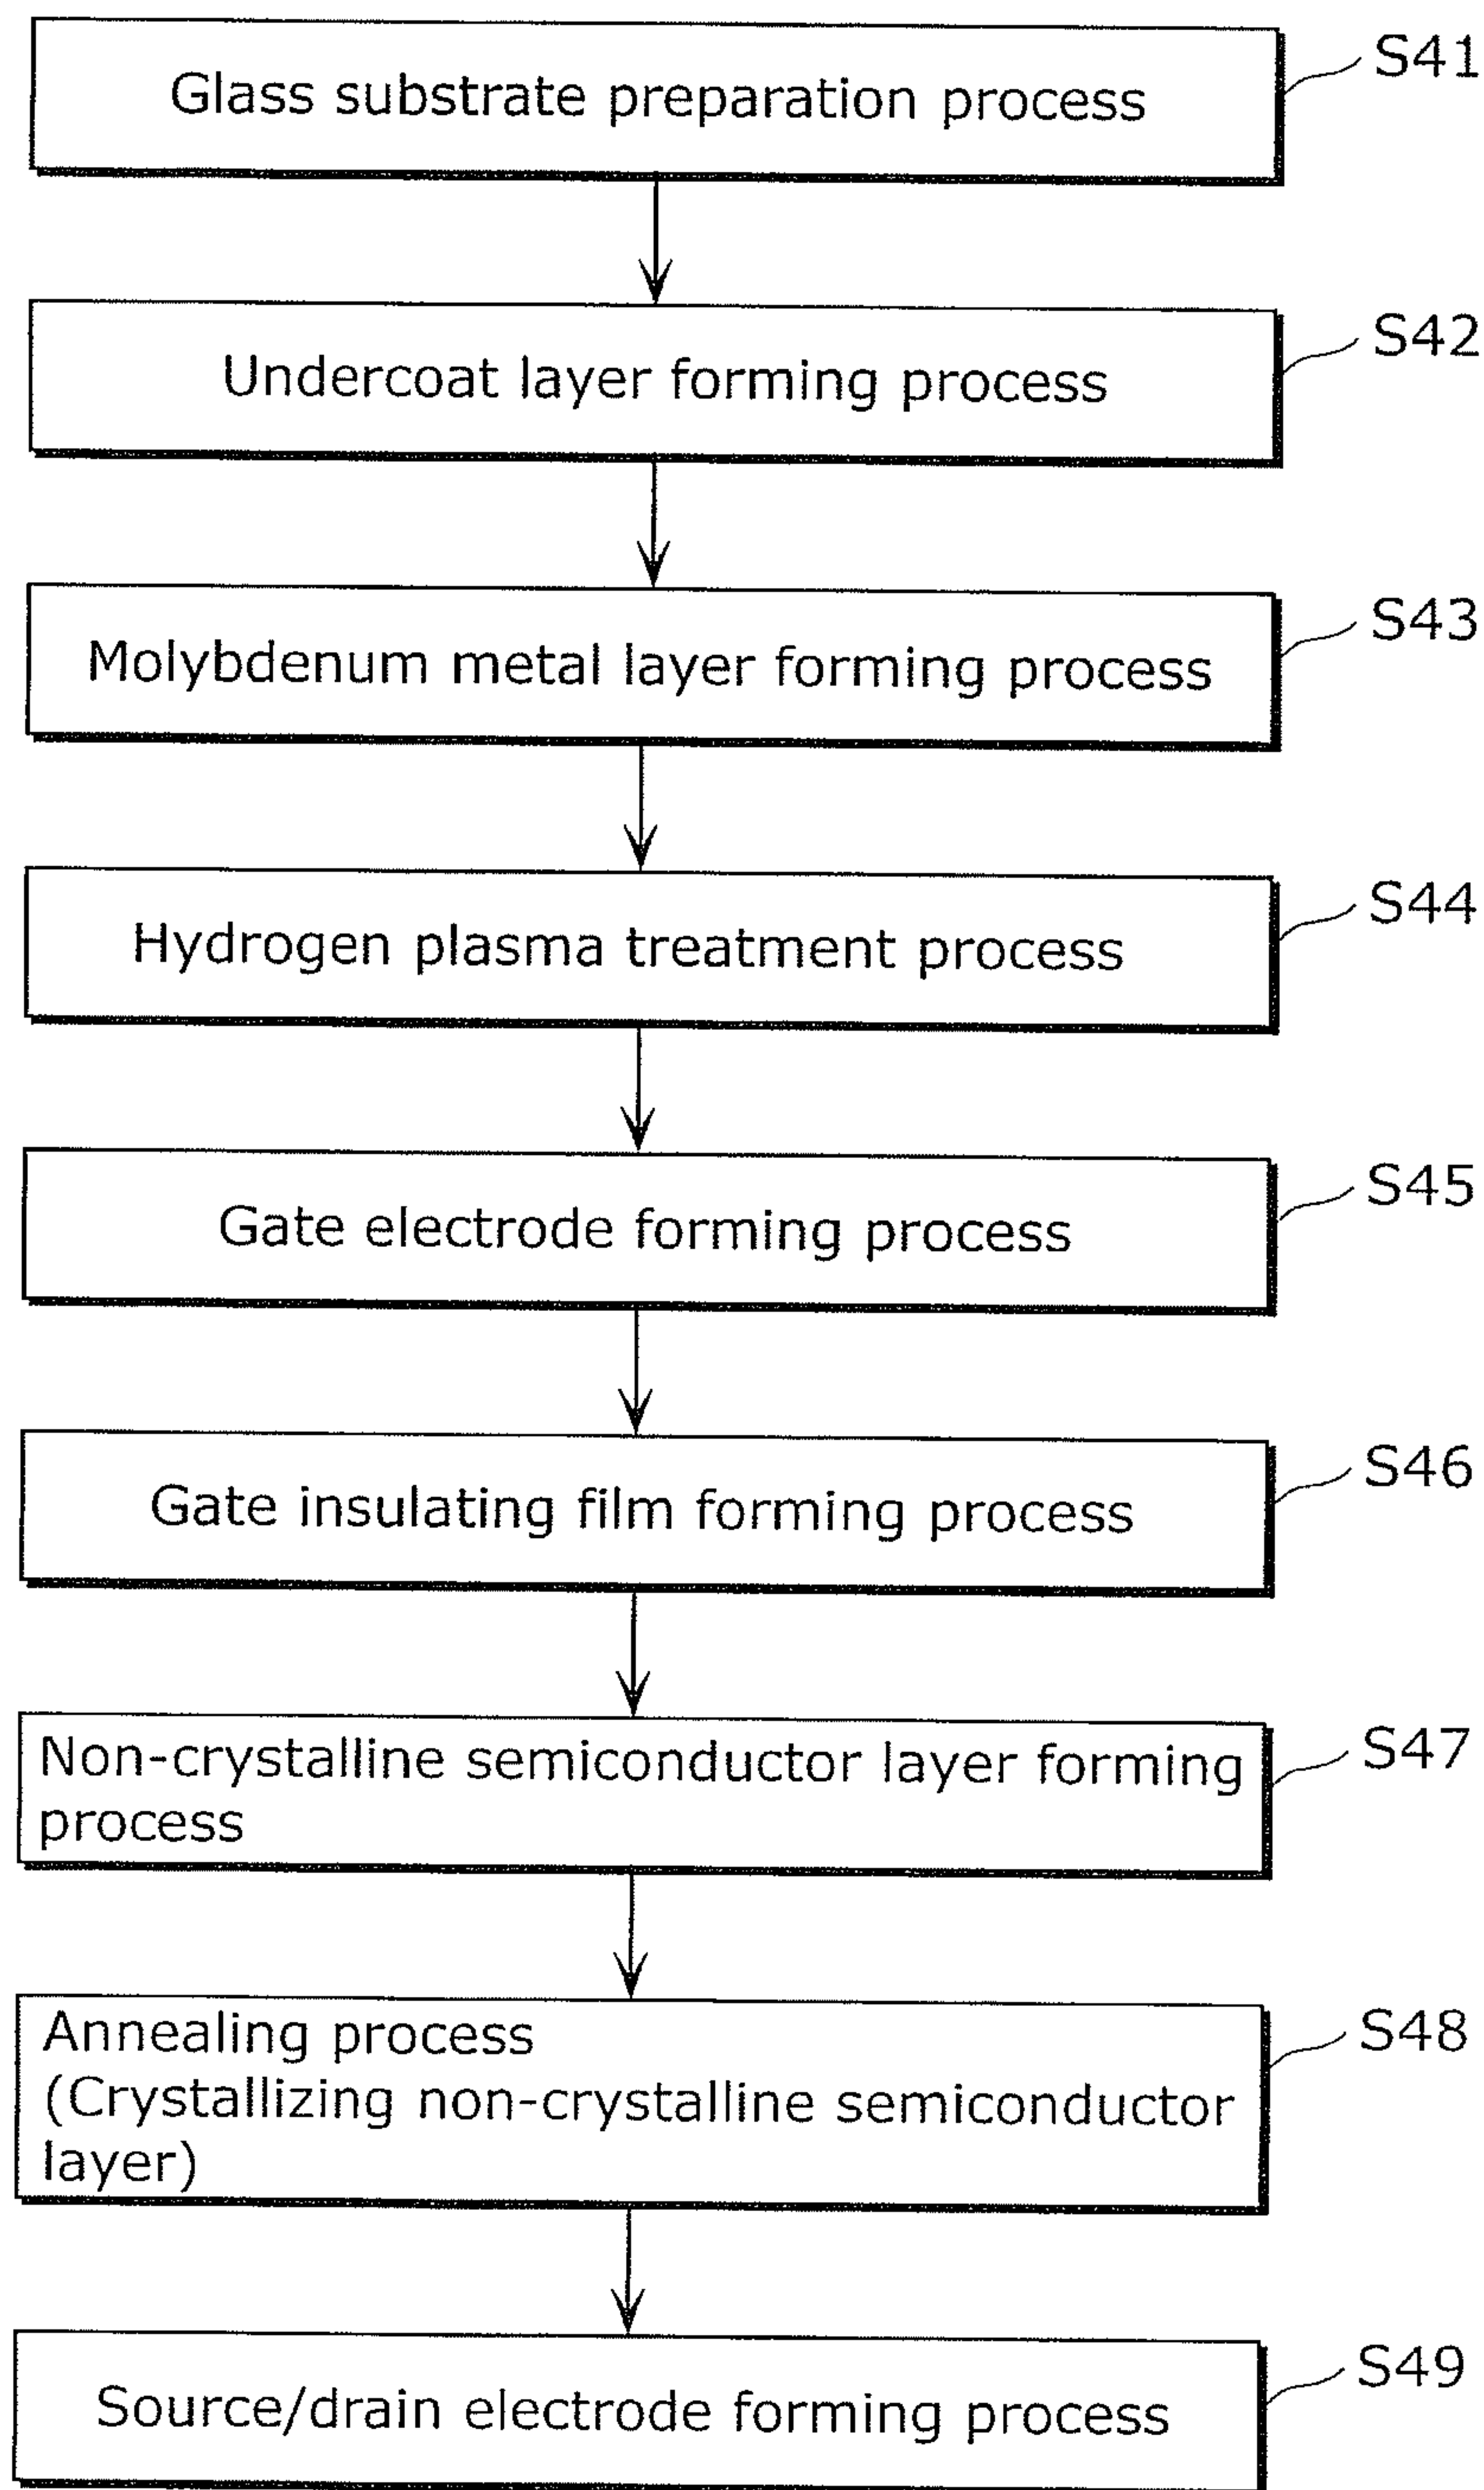 Glass substrate preparation process
S41
Undercoat layer forming process
S42
Molybdenum metal layer forming process
S43
Hydrogen plasma treatment process
S44
Gate electrode forming process
S45
Gate insulating film forming process
S46
Non-crystalline semiconductor layer forming
process
S47
Annealing process
(Crystallizing non-crystalline semiconductor
layer)
S48
Source/drain electrode forming process
S49